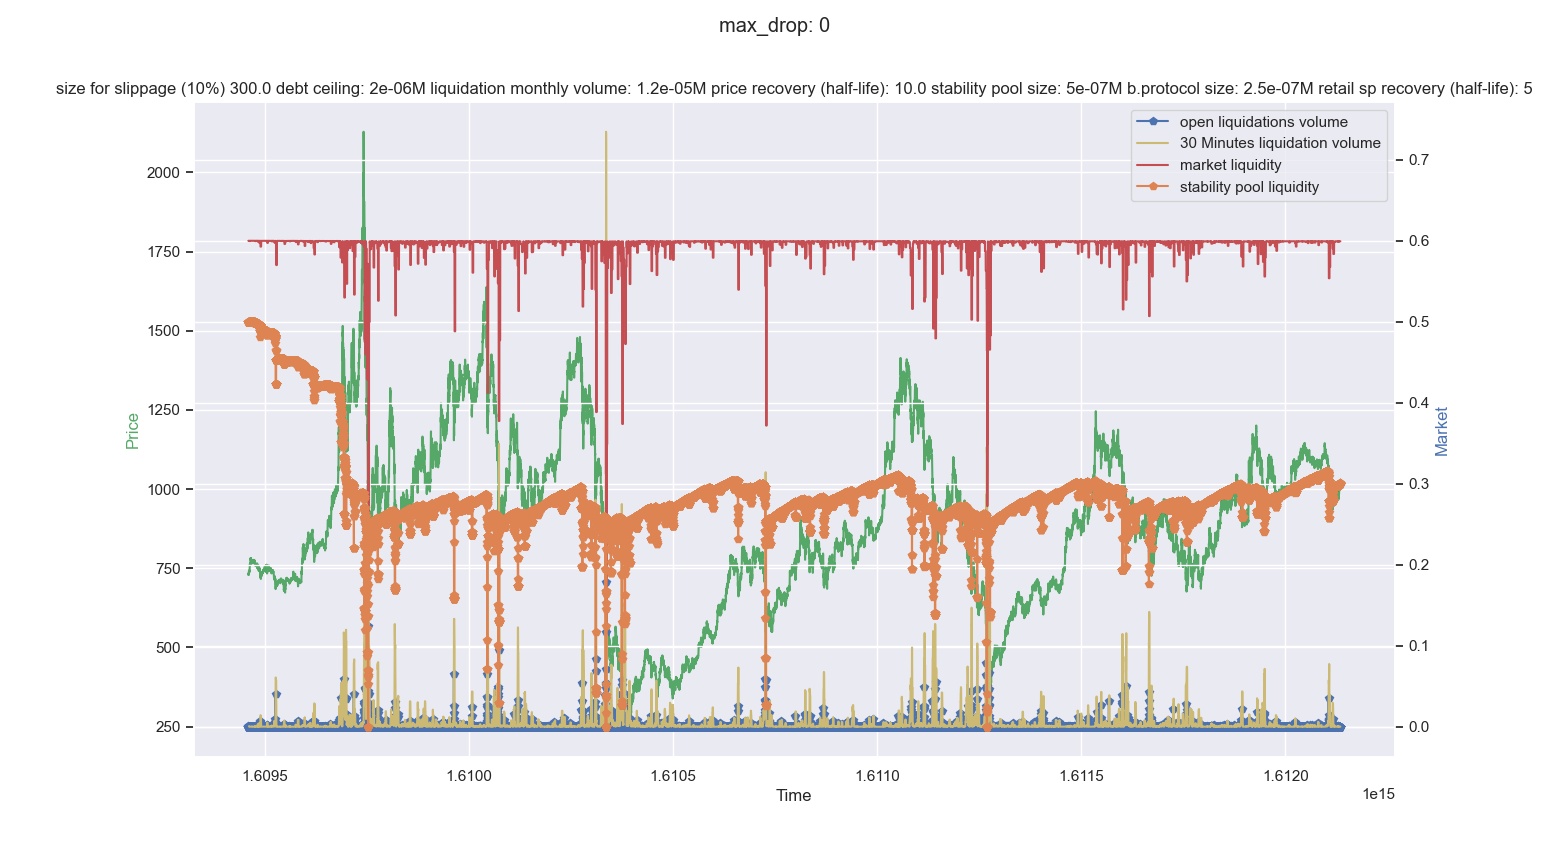 max_drop: 0
size for slippage (10%) 300.0 debt ceiling: 2e-06M liquidation monthly volume: 1.2e-05M price recovery (half-life): 10.0 stability pool size: 5e-07M b.protocol size: 2.5e-07M retail sp recovery (half-life): 5
open liquidations volume
30 Minutes liquidation volume
market liquidity
stability pool liquidity
2000
1750
1500
1250
1000
750
500
250
Price
0.7
0.6
0.5
0.4
0.3
0.2
0.1
0.0
Market
1.6095
1.6100
1.6105
1.6110
1.6115
1.6120
Time
1e15